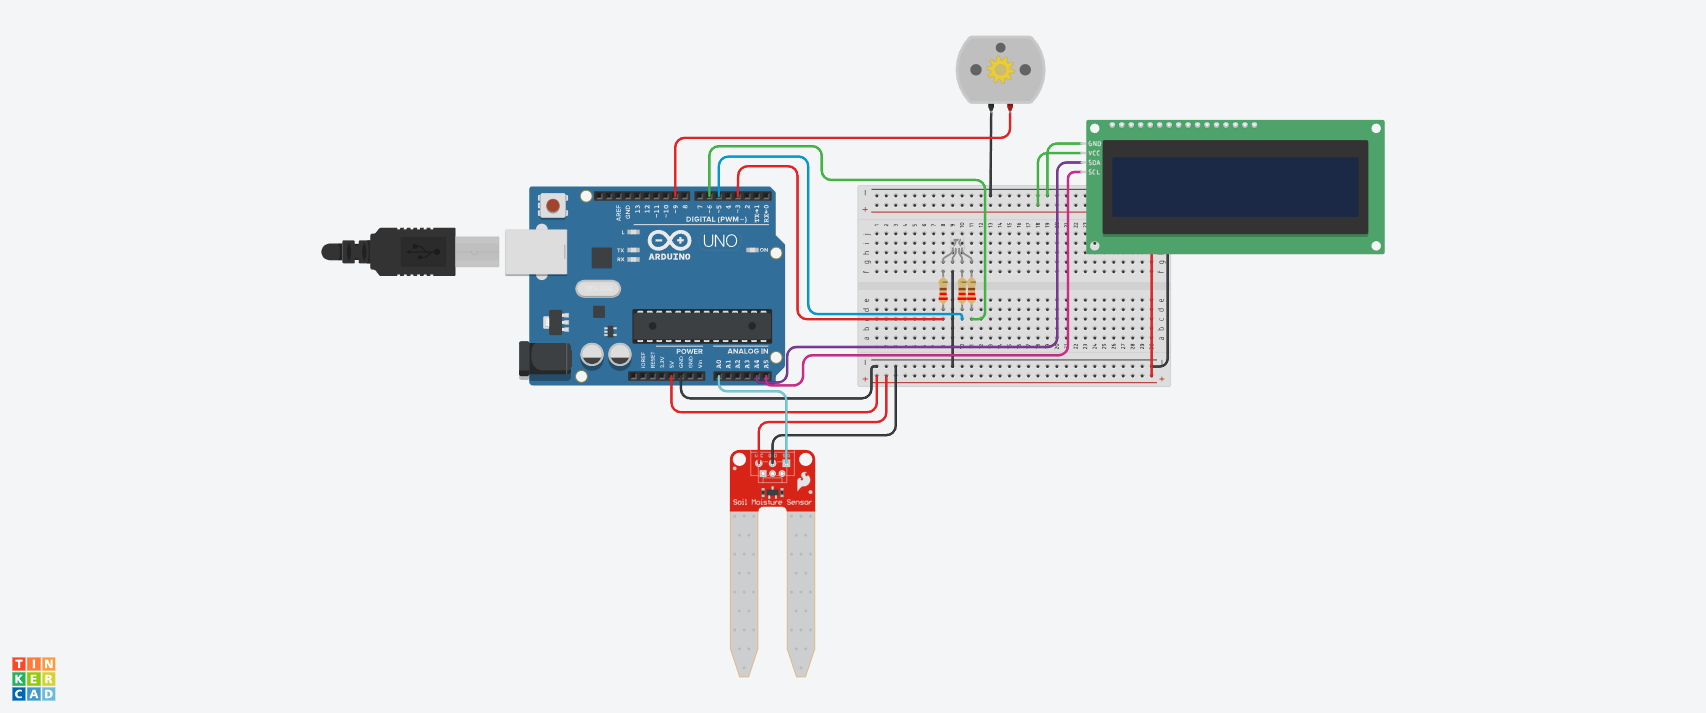 GND
VCC
SDA
SCL
AREF
GND
13
12
~11
~10
~9
8
7
~6
~5
4
~3
2
TX→1
RX←0
DIGITAL (PWM~)
L
TX
RX
UNO
ARDUINO
ON
POWER
ANALOG IN
IOREF
RESET
3.3V
5V
GND
GND
Vin
A0
A1
A2
A3
A4
A5
Soil Moisture Sensor
TIN
KER
CAD